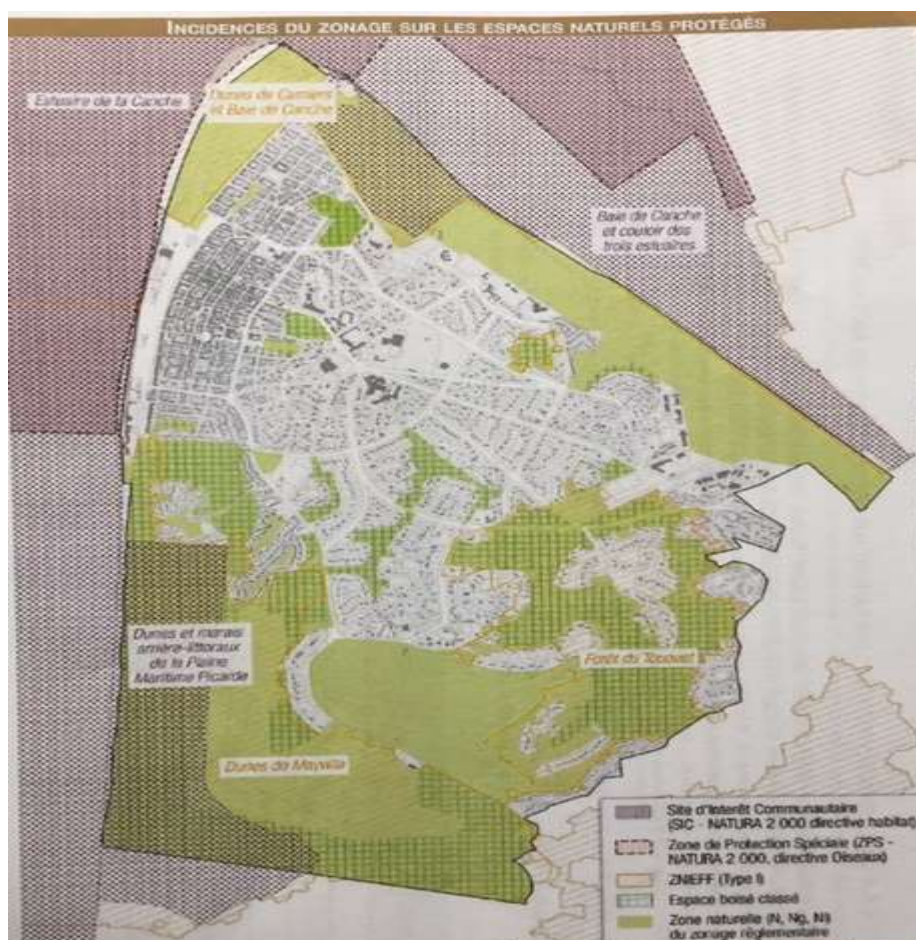 INCIDENCES DU ZONAGE SUR LES ESPACES NATURELS PROTÉGÉS
Estuaire de la Canche
Dunes de Camiers
et Baie de Canche
Baie de Canche
et couloir des
trois estuaires
Dunes et marais
arrière-littoraux
de la Plaine
Maritime Picarde
Forêt du Touquet
Dunes de Mayville
Site d'Intérêt Communautaire
(SIC - NATURA 2 000 directive habitat)
Zone de Protection Spéciale (ZPS -
NATURA 2 000, directive Oiseaux)
ZNIEFF (Type I)
Espace boisé classé
Zone naturelle (N, Ng, Nl)
du zonage réglementaire